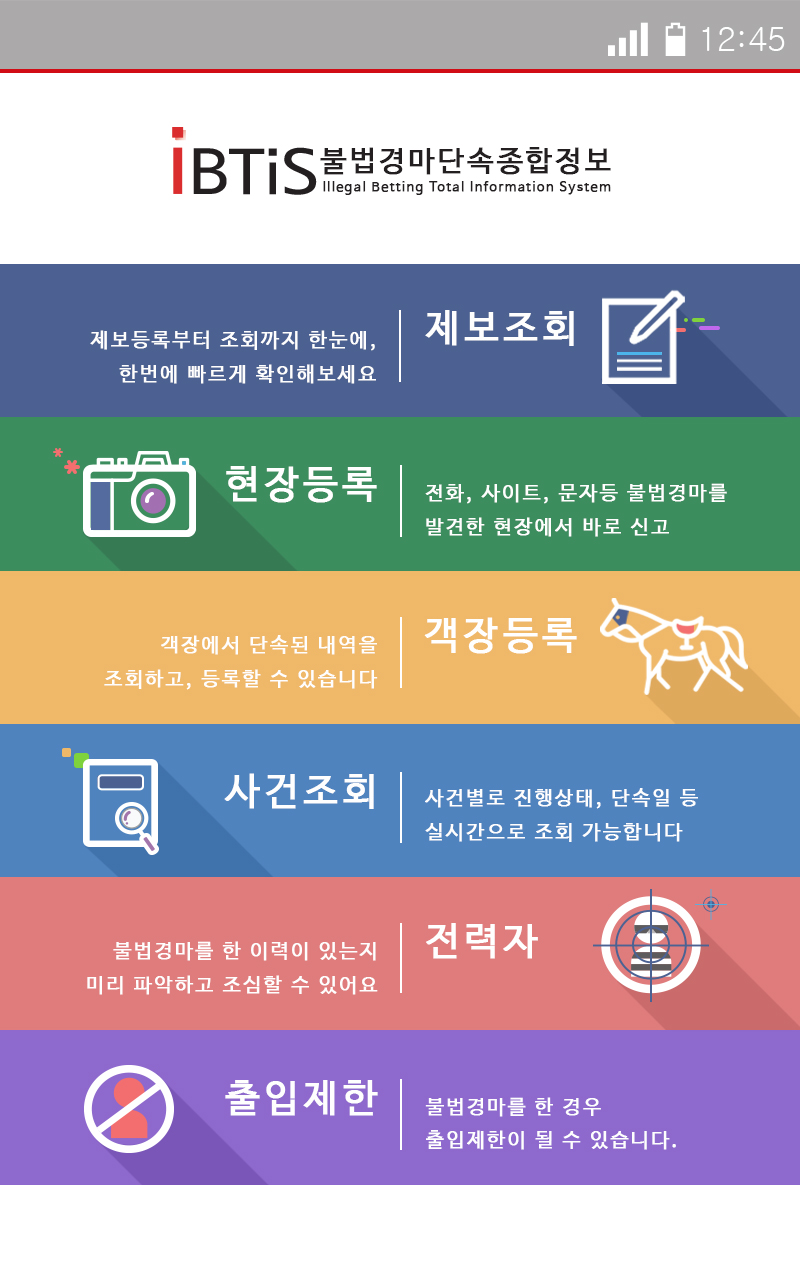 12:45
iBTiS 불법경마단속종합정보
Illegal Betting Total Information System
제보등록부터 조회까지 한눈에,
한번에 빠르게 확인해보세요
제보조회
현장등록
전화, 사이트, 문자등 불법경마를
발견한 현장에서 바로 신고
객장에서 단속된 내역을
조회하고, 등록할 수 있습니다
객장등록
사건조회
사건별로 진행상태, 단속일 등
실시간으로 조회 가능합니다
불법경마를 한 이력이 있는지
미리 파악하고 조심할 수 있어요
전력자
출입제한
불법경마를 한 경우
출입제한이 될 수 있습니다.